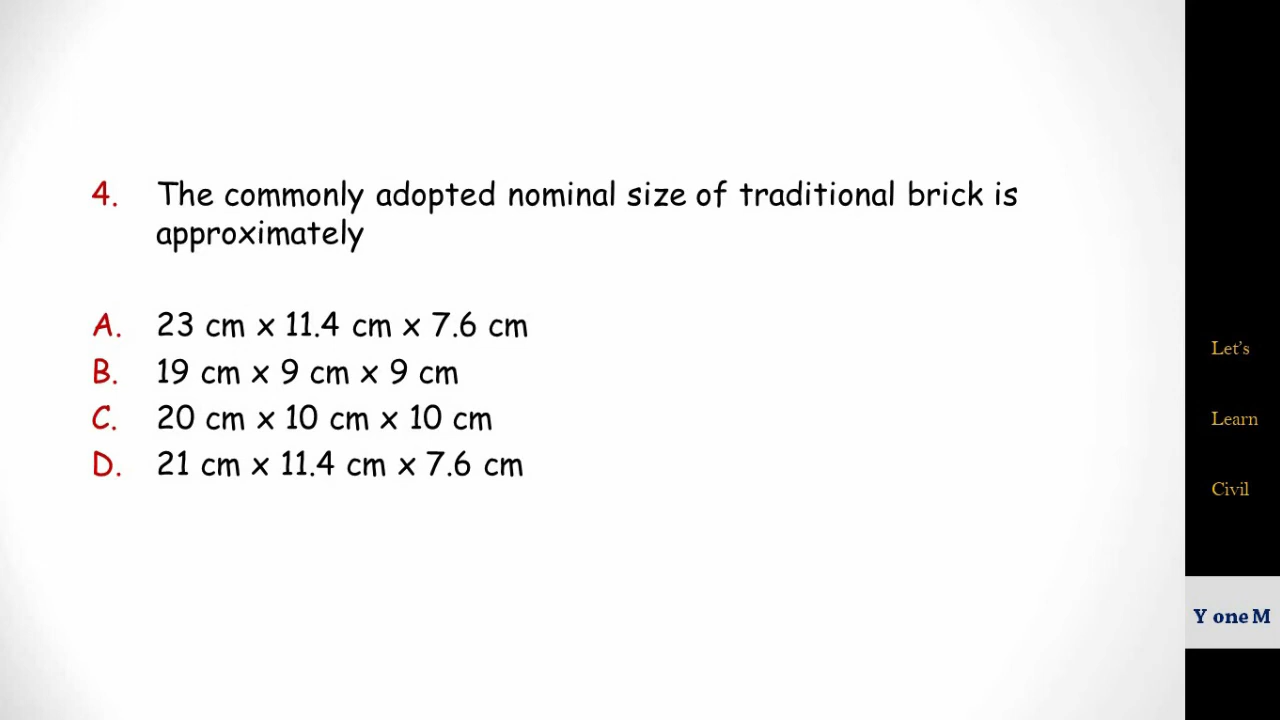 4. The commonly adopted nominal size of traditional brick is
approximately
A. 23 cm x 11.4 cm x 7.6 cm
B. 19 cm x 9 cm x 9 cm
C. 20 cm x 10 cm x 10 cm
D. 21 cm x 11.4 cm x 7.6 cm
Let's
Learn
Civil
Y one M